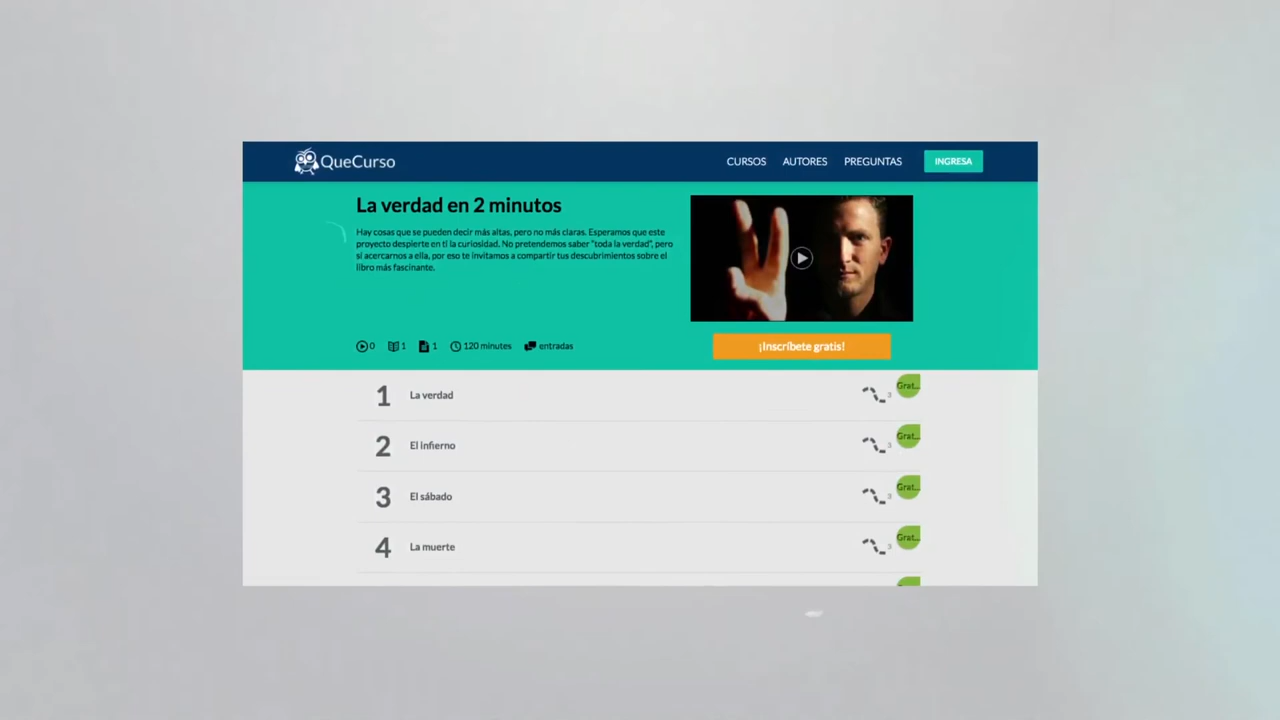 QueCurso
CURSOS AUTORES PREGUNTAS INGRESA
La verdad en 2 minutos
Hay cosas que se pueden decir más altas, pero no más claras. Esperamos que este
proyecto despierte en ti la curiosidad. No pretendemos saber "toda la verdad", pero
sí acercarnos a ella, por eso te invitamos a compartir tus descubrimientos sobre el
libro más fascinante.
0 1 1 120 minutes entradas
¡Inscríbete gratis!
1 La verdad 3 Grat...
2 El infierno 3 Grat...
3 El sábado 3 Grat...
4 La muerte 3 Grat...